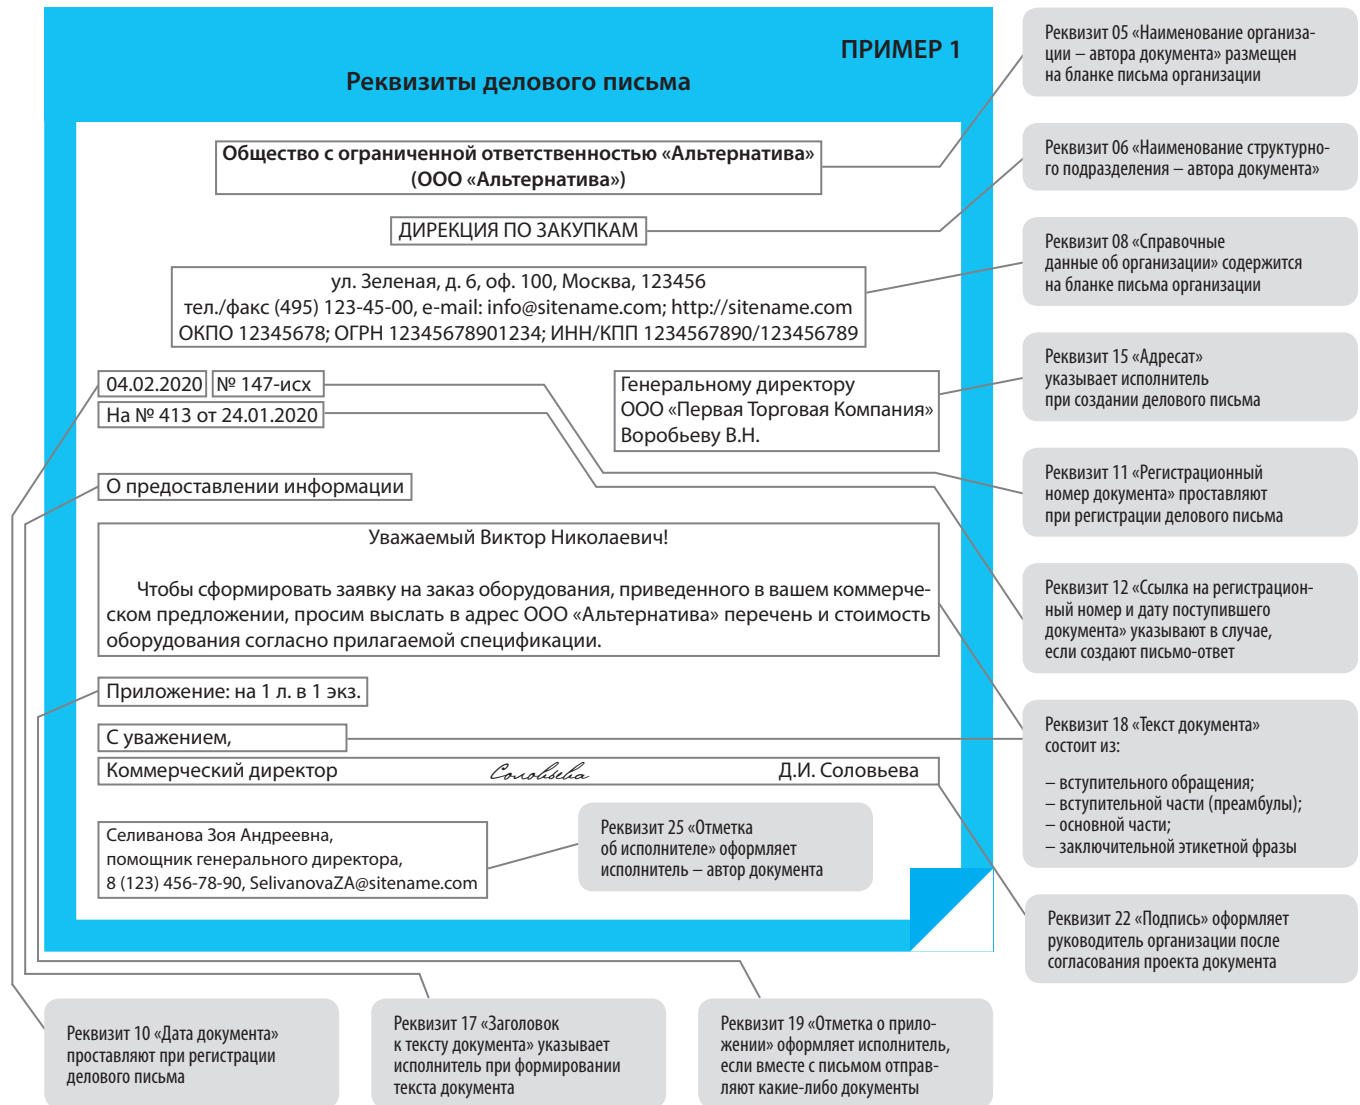 ПРИМЕР 1
Реквизиты делового письма
Общество с ограниченной ответственностью «Альтернатива»
(ООО «Альтернатива»)
ДИРЕКЦИЯ ПО ЗАКУПКАМ
ул. Зеленая, д. 6, оф. 100, Москва, 123456
тел./факс (495) 123-45-00, e-mail: info@sitename.com; http://sitename.com
ОКПО 12345678; ОГРН 12345678901234; ИНН/КПП 1234567890/123456789
04.02.2020 № 147-исх
На № 413 от 24.01.2020
Генеральному директору
ООО «Первая Торговая Компания»
Воробьеву В.Н.
О предоставлении информации
Уважаемый Виктор Николаевич!
Чтобы сформировать заявку на заказ оборудования, приведенного в вашем коммерче-
ском предложении, просим выслать в адрес ООО «Альтернатива» перечень и стоимость
оборудования согласно прилагаемой спецификации.
Приложение: на 1 л. в 1 экз.
С уважением,
Коммерческий директор Соловьева Д.И. Соловьева
Селиванова Зоя Андреевна,
помощник генерального директора,
8 (123) 456-78-90, SelivanovaZA@sitename.com
Реквизит 25 «Отметка
об исполнителе» оформляет
исполнитель – автор документа
Реквизит 05 «Наименование организа-
ции – автора документа» размещен
на бланке письма организации
Реквизит 06 «Наименование структурно-
го подразделения – автора документа»
Реквизит 08 «Справочные
данные об организации» содержится
на бланке письма организации
Реквизит 15 «Адресат»
указывает исполнитель
при создании делового письма
Реквизит 11 «Регистрационный
номер документа» проставляют
при регистрации делового письма
Реквизит 12 «Ссылка на регистрацион-
ный номер и дату поступившего
документа» указывают в случае,
если создают письмо-ответ
Реквизит 18 «Текст документа»
состоит из:
– вступительного обращения;
– вступительной части (преамбулы);
– основной части;
– заключительной этикетной фразы
Реквизит 22 «Подпись» оформляет
руководитель организации после
согласования проекта документа
Реквизит 10 «Дата документа»
проставляют при регистрации
делового письма
Реквизит 17 «Заголовок
к тексту документа» указывает
исполнитель при формировании
текста документа
Реквизит 19 «Отметка о прило-
жении» оформляет исполнитель,
если вместе с письмом отправ-
ляют какие-либо документы